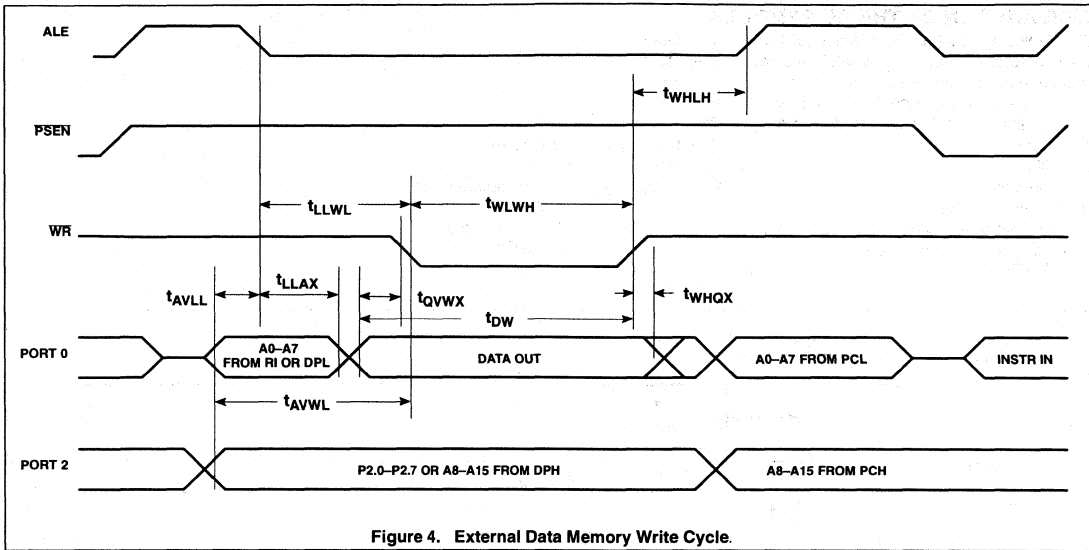 ALE
tWHLH
PSEN
tLLWL
tWLWH
WR
tAVLL
tLLAX
tQVWX
tWHQX
tDW
PORT 0
A0–A7
FROM RI OR DPL
DATA OUT
A0–A7 FROM PCL
INSTR IN
tAVWL
PORT 2
P2.0–P2.7 OR A8–A15 FROM DPH
A8–A15 FROM PCH
Figure 4. External Data Memory Write Cycle.